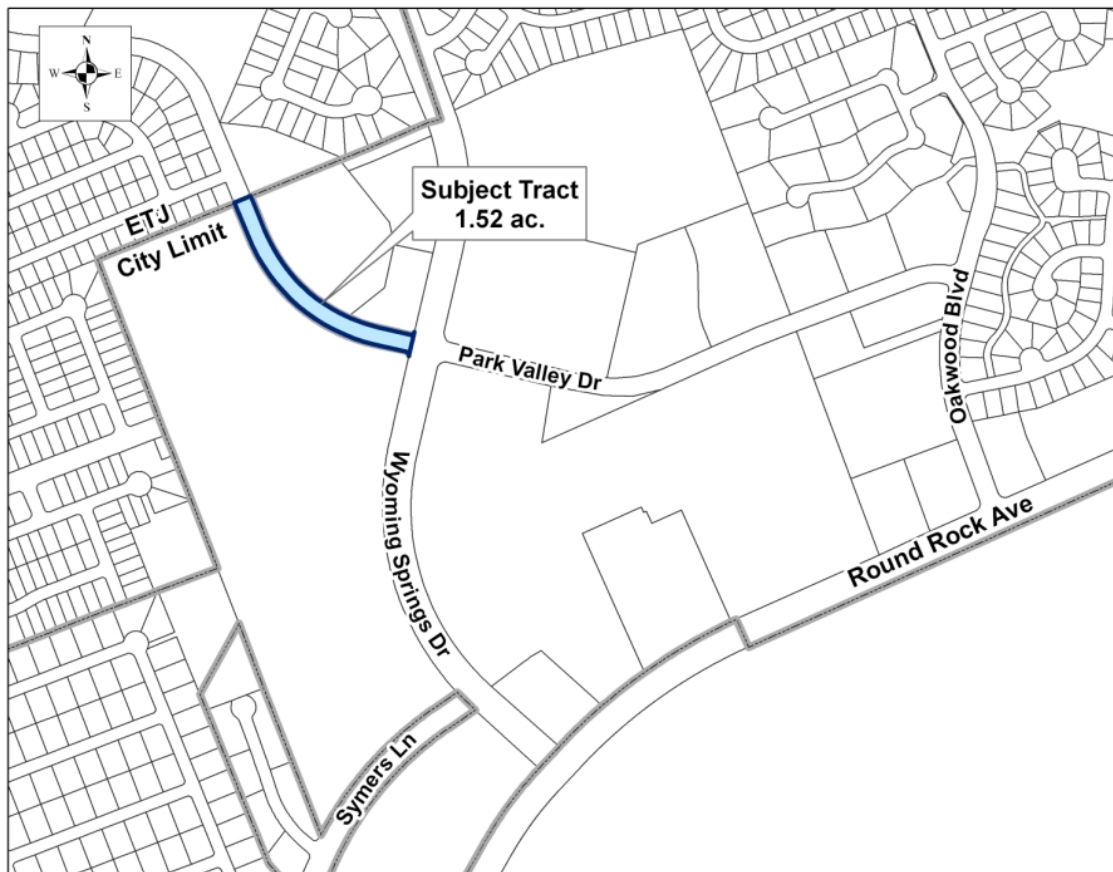 N
W E
S
Subject Tract
1.52 ac.
ETJ
City Limit
Park Valley Dr
Oakwood Blvd
Wyoming Springs Dr
Round Rock Ave
Symers Ln